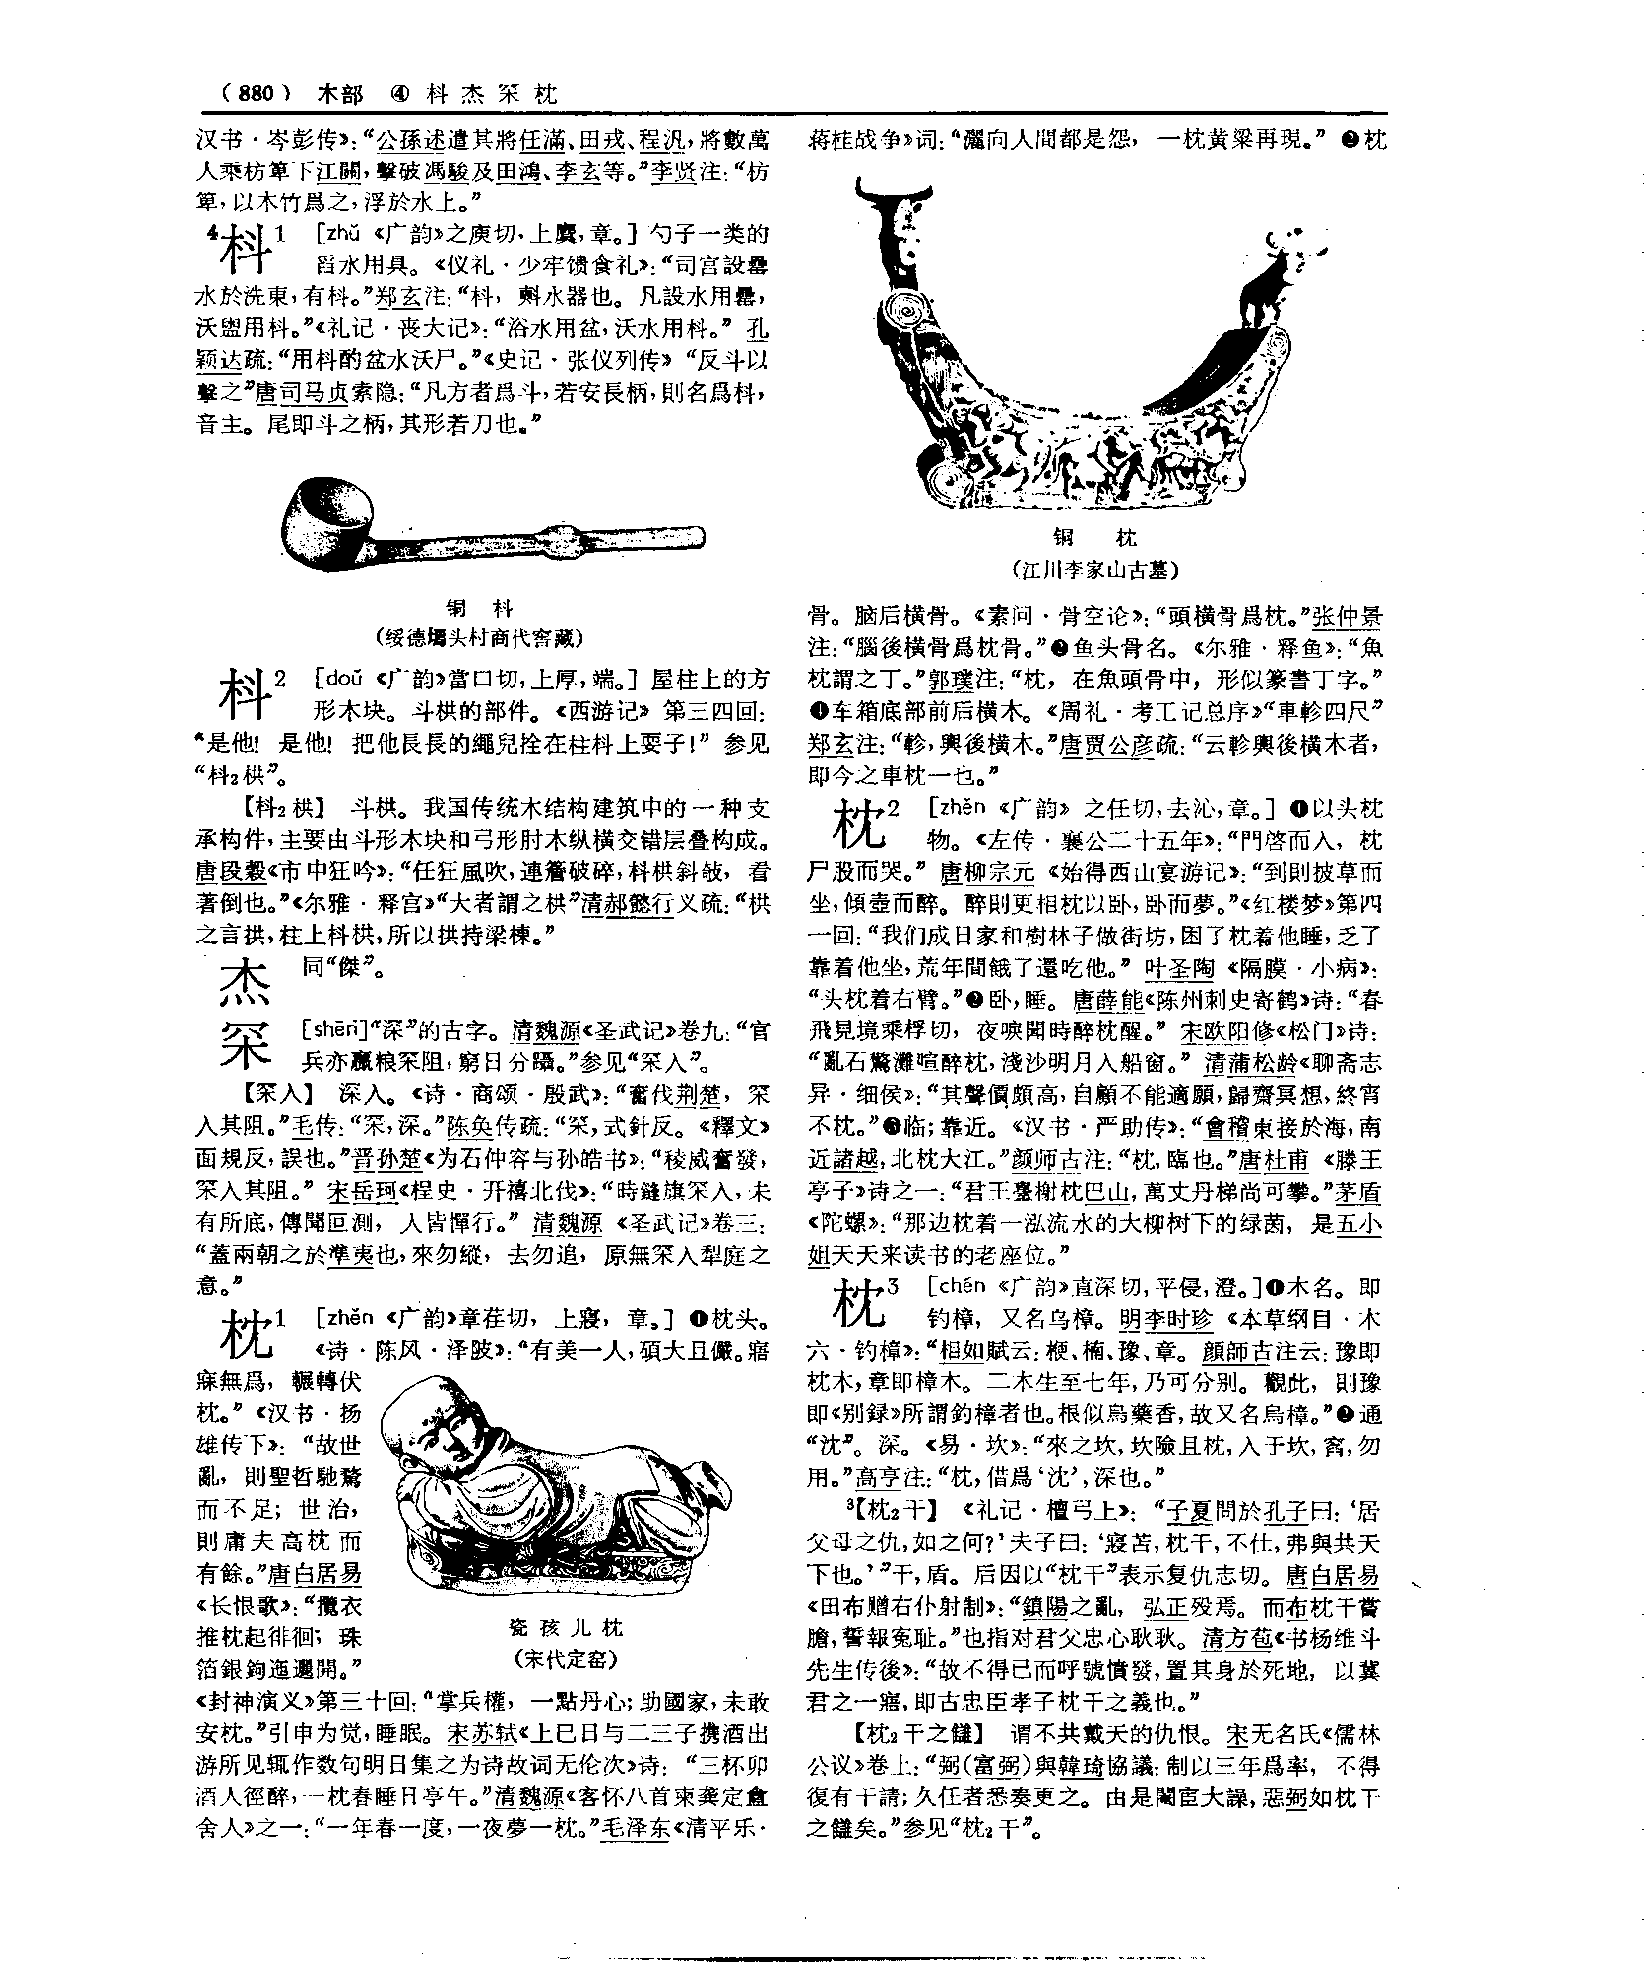 （880） 木部 ④ 枓 杰 罙 枕
汉书·岑彭传》：“公孫述遣其將任滿、田戎、程汎，將數萬
人乘枋箄下江關，擊破馮駿及田鴻、李玄等。”李贤注：“枋
箄，以木竹爲之，浮於水上。”
4枓1 ［zhǔ《广韵》之庾切，上麌，章。］勺子一类的
舀水用具。《仪礼·少牢馈食礼》：“司宫設罍
水於洗東，有枓。”郑玄注：“枓，㪺水器也。凡設水用罍，
沃盥用枓。”《礼记·丧大记》：“浴水用盆，沃水用枓。”孔
颖达疏：“用枓酌盆水沃尸。”《史记·张仪列传》“反斗以
擊之”唐司马贞索隐：“凡方者爲斗，若安長柄，則名爲枓，
音主。尾即斗之柄，其形若刀也。”
铜 枓
（绥德墕头村商代窖藏）
枓2 ［dǒu《广韵》當口切，上厚，端。］屋柱上的方
形木块。斗栱的部件。《西游记》第三四回：
“是他！是他！把他長長的繩兒拴在柱枓上耍子！”参见
“枓2栱”。
【枓2栱】 斗栱。我国传统木结构建筑中的一种支
承构件，主要由斗形木块和弓形肘木纵横交错层叠构成。
唐段縠《市中狂吟》：“任狂風吹，連簷破碎，枓栱斜敧，看
著倒也。”《尔雅·释宫》“大者謂之栱”清郝懿行义疏：“栱
之言拱，柱上枓栱，所以拱持梁棟。”
杰 同“傑”。
罙 ［shēn］“深”的古字。清魏源《圣武记》卷九：“官
兵亦羸粮罙阻，窮日分躡。”参见“罙入”。
【罙入】 深入。《诗·商颂·殷武》：“奮伐荆楚，罙
入其阻。”毛传：“罙，深。”陈奂传疏：“罙，式針反。《釋文》
面規反，誤也。”晋孙楚《为石仲容与孙皓书》：“稜威奮發，
罙入其阻。”宋岳珂《桯史·开禧北伐》：“時鏠旗罙入，未
有所底，傳聞叵測，人皆憚行。”清魏源《圣武记》卷三：
“蓋兩朝之於準夷也，來勿縱，去勿追，原無罙入犁庭之
意。”
枕1 ［zhěn《广韵》章荏切，上寑，章。］❶枕头。
《诗·陈风·泽陂》：“有美一人，碩大且儼。寤
寐無爲，輾轉伏
枕。”《汉书·扬
雄传下》：“故世
亂，則聖哲馳騖
而不足；世治，
則庸夫高枕而
有餘。”唐白居易
《长恨歌》：“攬衣
推枕起徘徊，珠
箔銀鉤迤邐開。”
瓷孩儿枕
（宋代定窑）
《封神演义》第三十回：“掌兵權，一點丹心；助國家，未敢
安枕。”引申为觉，睡眠。宋苏轼《上巳日与二三子携酒出
游所见辄作数句明日集之为诗故词无伦次》诗：“三杯卯
酒人徑醉，一枕春睡日亭午。”清魏源《客怀八首柬龚定盦
舍人》之一：“一年春一度，一夜夢一枕。”毛泽东《清平乐·
蒋桂战争》词：“灑向人間都是怨，一枕黄粱再現。”❷枕
铜 枕
（江川李家山古墓）
骨。脑后横骨。《素问·骨空论》：“頭横骨爲枕。”张仲景
注：“腦後横骨爲枕骨。”❸鱼头骨名。《尔雅·释鱼》：“魚
枕謂之丁。”郭璞注：“枕，在魚頭骨中，形似篆書丁字。”
❹车箱底部前后横木。《周礼·考工记总序》“車軫四尺”
郑玄注：“軫，輿後横木。”唐贾公彦疏：“云軫輿後横木者，
即今之車枕一也。”
枕2 ［zhěn《广韵》之任切，去沁，章。］❶以头枕
物。《左传·襄公二十五年》：“門啓而入，枕
尸股而哭。”唐柳宗元《始得西山宴游记》：“到則披草而
坐，傾壺而醉。醉則更相枕以卧，卧而夢。”《红楼梦》第四
一回：“我们成日家和樹林子做街坊，困了枕着他睡，乏了
靠着他坐，荒年間餓了還吃他。”叶圣陶《隔膜·小病》：
“头枕着右臂。”❷卧，睡。唐薛能《陈州刺史寄鹤》诗：“春
飛見境乘桴切，夜唳聞時醉枕醒。”宋欧阳修《松门》诗：
“亂石驚灘喧醉枕，淺沙明月入船窗。”清蒲松龄《聊斋志
异·细侯》：“其聲價頗高，自顧不能適願，歸齋冥想，終宵
不枕。”❸临；靠近。《汉书·严助传》：“會稽東接於海，南
近諸越，北枕大江。”颜师古注：“枕，臨也。”唐杜甫《滕王
亭子》诗之一：“君王臺榭枕巴山，萬丈丹梯尚可攀。”茅盾
《陀螺》：“那边枕着一泓流水的大柳树下的绿茵，是五小
姐天天来读书的老座位。”
枕3 ［chén《广韵》直深切，平侵，澄。］❶木名。即
钓樟，又名乌樟。明李时珍《本草纲目·木
六·钓樟》：“相如賦云：楩、楠、豫、章。顔師古注云：豫即
枕木，章即樟木。二木生至七年，乃可分别。觀此，則豫
即《别録》所謂釣樟者也。根似烏藥香，故又名烏樟。”❷通
“沈”。深。《易·坎》：“來之坎，坎險且枕，入于坎，窞，勿
用。”高亨注：“枕，借爲‘沈’，深也。”
3【枕2干】 《礼记·檀弓上》：“子夏問於孔子曰：‘居
父母之仇，如之何？’夫子曰：‘寢苫，枕干，不仕，弗與共天
下也。’”干，盾。后因以“枕干”表示复仇志切。唐白居易
《田布赠右仆射制》：“鎮陽之亂，弘正殁焉。而布枕干嘗
膽，誓報寃耻。”也指对君父忠心耿耿。清方苞《书杨维斗
先生传後》：“故不得已而呼號憤發，置其身於死地，以冀
君之一寤，即古忠臣孝子枕干之義也。”
【枕2干之讎】 谓不共戴天的仇恨。宋无名氏《儒林
公议》卷上：“弼（富弼）與韓琦協議：制以三年爲率，不得
復有干請；久任者悉奏更之。由是閹宦大譟，惡弼如枕干
之讎矣。”参见“枕2干”。